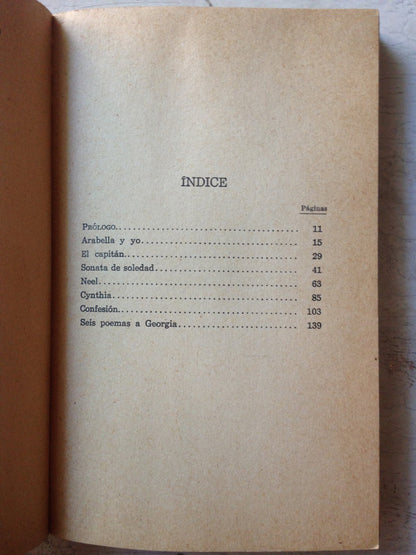 ÍNDICE
Páginas
PRÓLOGO........................................ 11
Arabella y yo.................................. 15
El capitán..................................... 29
Sonata de soledad.............................. 41
Neel........................................... 63
Cynthia........................................ 85
Confesión...................................... 103
Seis poemas a Georgia.......................... 139